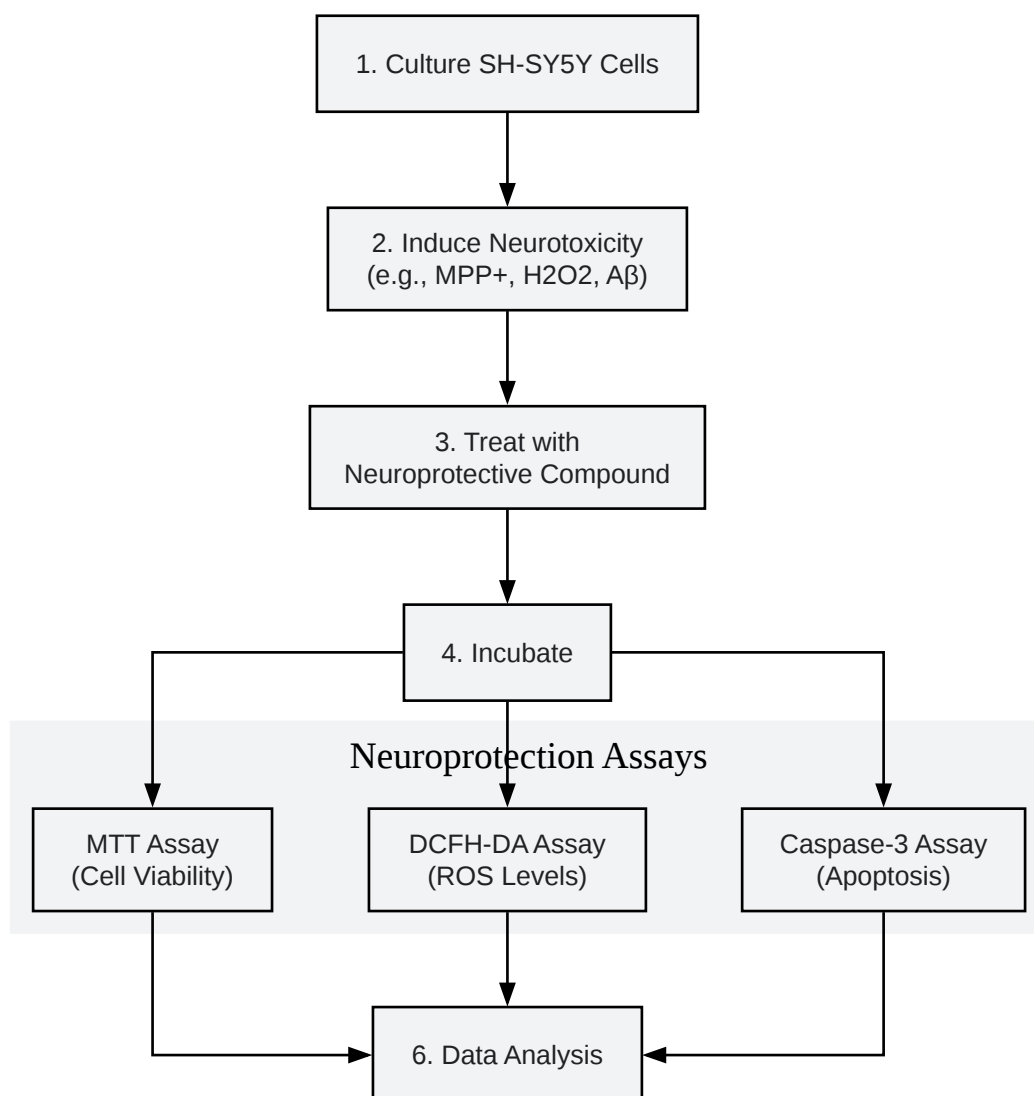 1. Culture SH-SY5Y Cells
2. Induce Neurotoxicity
(e.g., MPP+, H2O2, Aβ)
3. Treat with
Neuroprotective Compound
4. Incubate
Neuroprotection Assays
MTT Assay
(Cell Viability)
DCFH-DA Assay
(ROS Levels)
Caspase-3 Assay
(Apoptosis)
6. Data Analysis